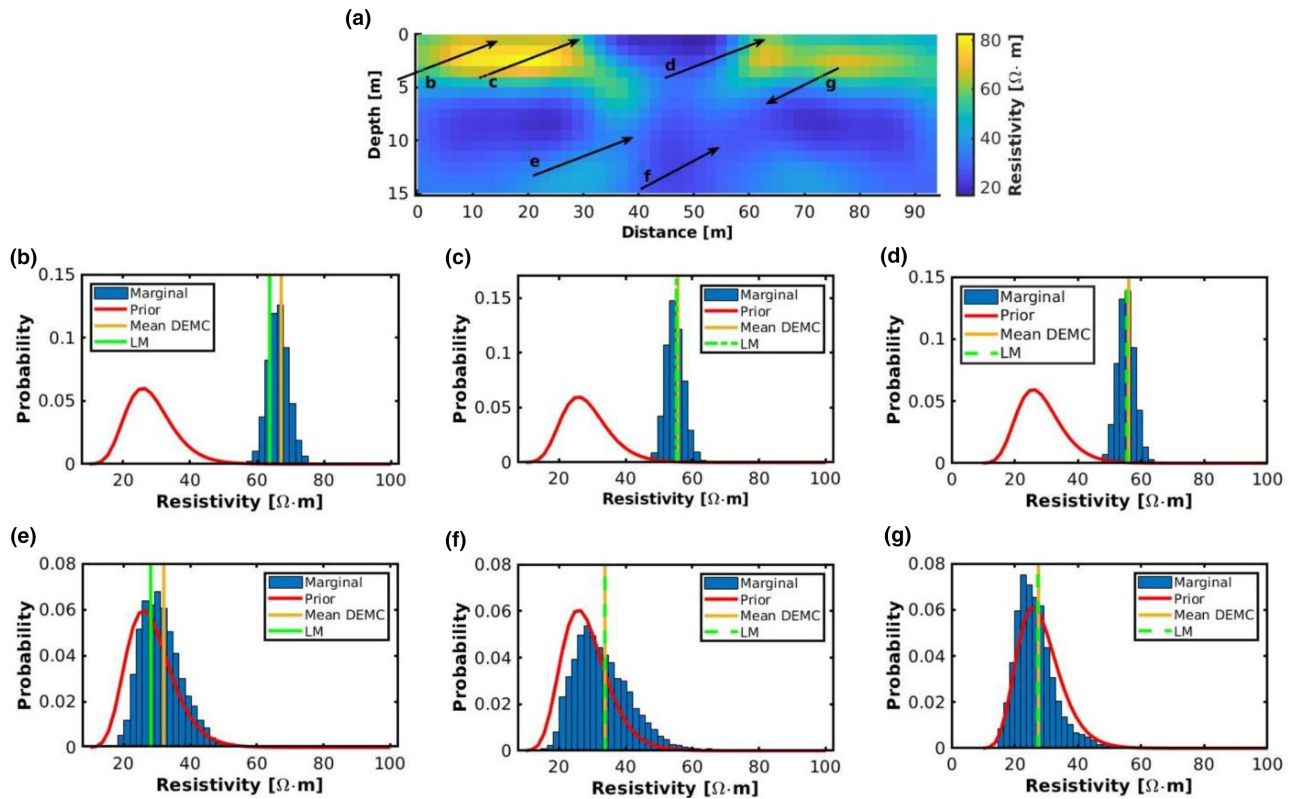 (a)
0
5
10
15
Depth [m]
b
c
d
g
e
f
0 10 20 30 40 50 60 70 80 90
Distance [m]
80
60
40
20
Resistivity [Ω· m]
(b)
0.15
0.1
0.05
0
Probability
Marginal
Prior
Mean DEMC
LM
20 40 60 80 100
Resistivity [Ω·m]
(c)
0.15
0.1
0.05
0
Probability
Marginal
Prior
Mean DEMC
LM
20 40 60 80 100
Resistivity [Ω·m]
(d)
0.15
0.1
0.05
0
Probability
Marginal
Prior
Mean DEMC
LM
20 40 60 80 100
Resistivity [Ω·m]
(e)
0.08
0.06
0.04
0.02
0
Probability
Marginal
Prior
Mean DEMC
LM
20 40 60 80 100
Resistivity [Ω·m]
(f)
0.08
0.06
0.04
0.02
0
Probability
Marginal
Prior
Mean DEMC
LM
20 40 60 80 100
Resistivity [Ω·m]
(g)
0.08
0.06
0.04
0.02
0
Probability
Marginal
Prior
Mean DEMC
LM
20 40 60 80 100
Resistivity [Ω·m]